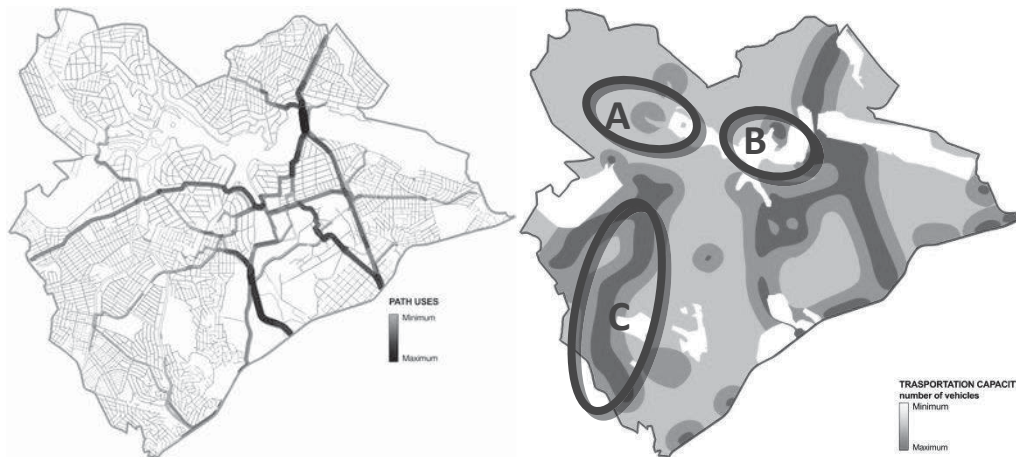 PATH USES
Minimum
Maximum
A
B
C
TRASPORTATION CAPACIT
number of vehicles
Minimum
Maximum